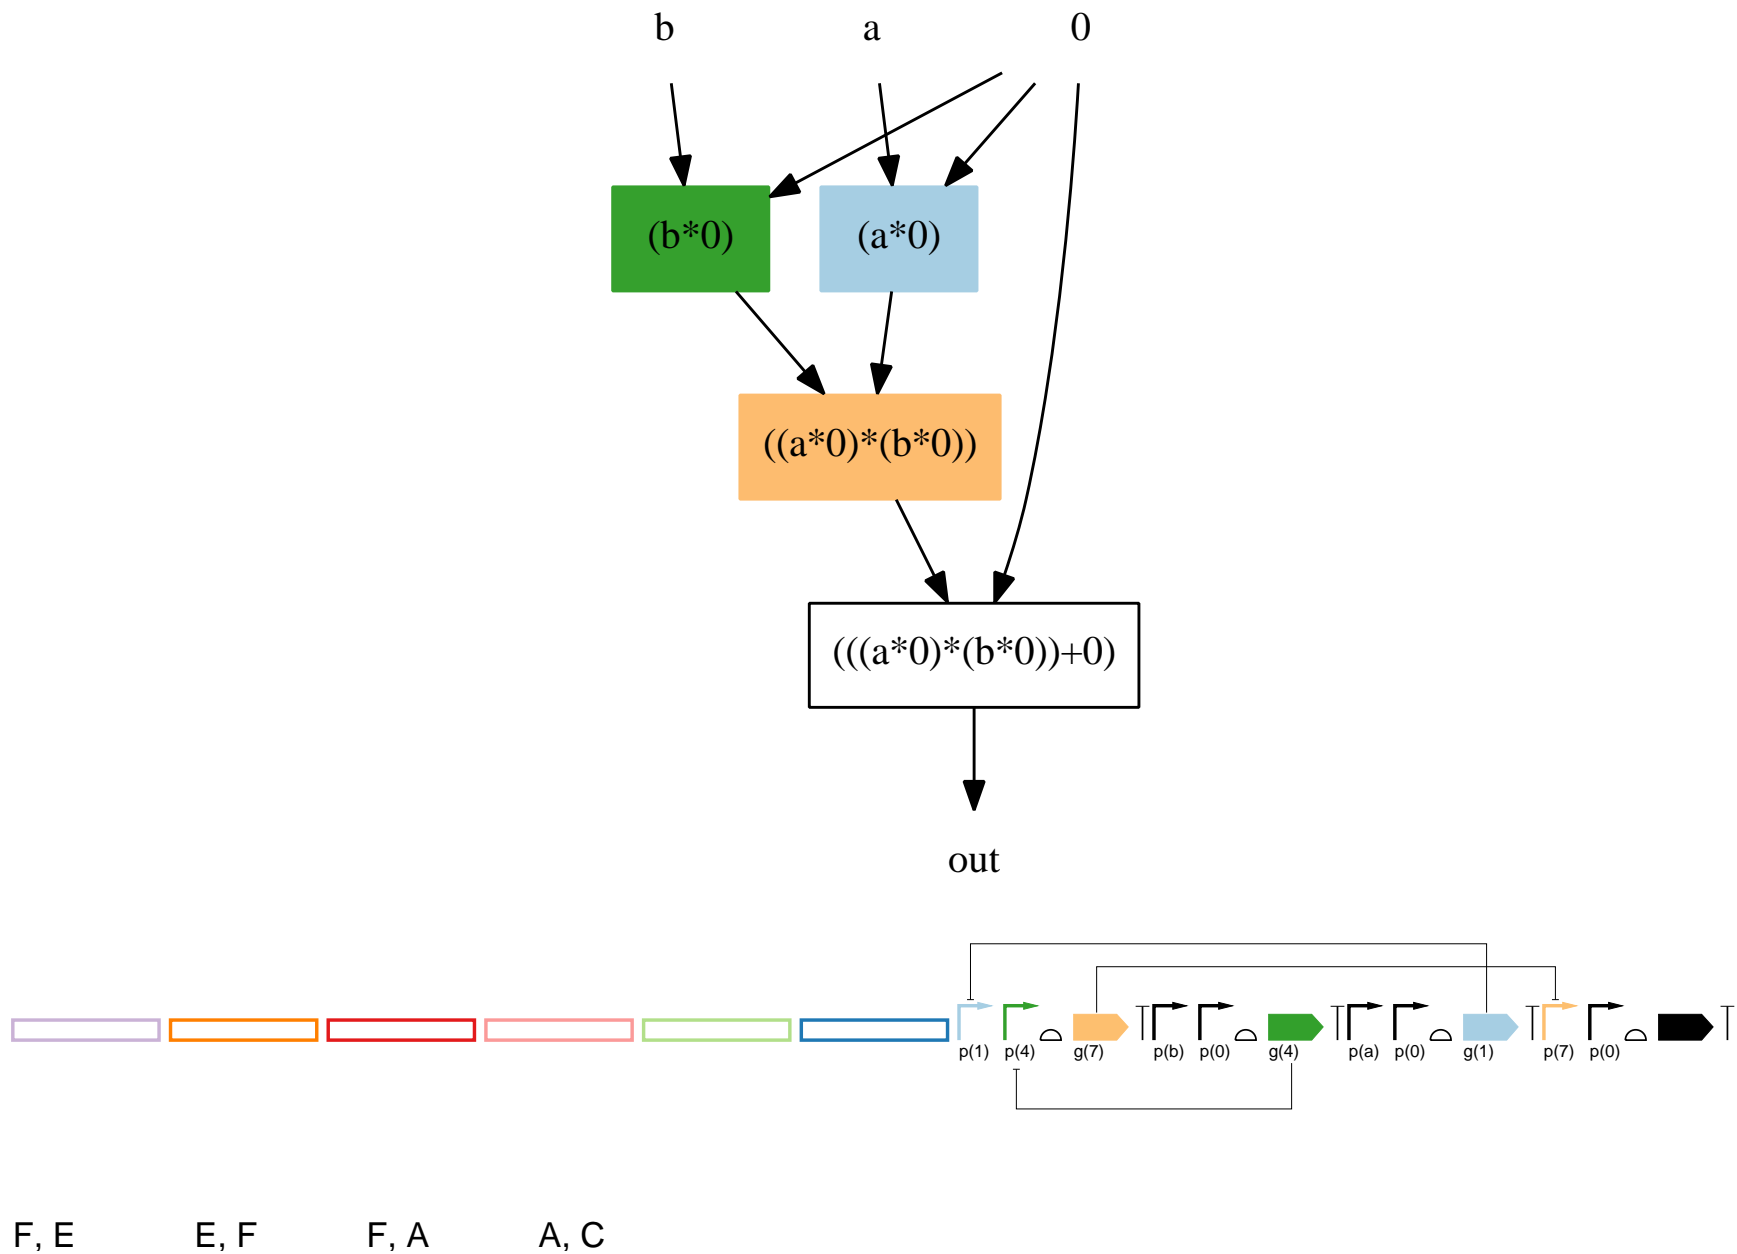 b a 0
(b*0) (a*0)
((a*0)*(b*0))
(((a*0)*(b*0))+0)
out
p(1) p(4) g(7) p(b) p(0) g(4) p(a) p(0) g(1) p(7) p(0)
F, E E, F F, A A, C